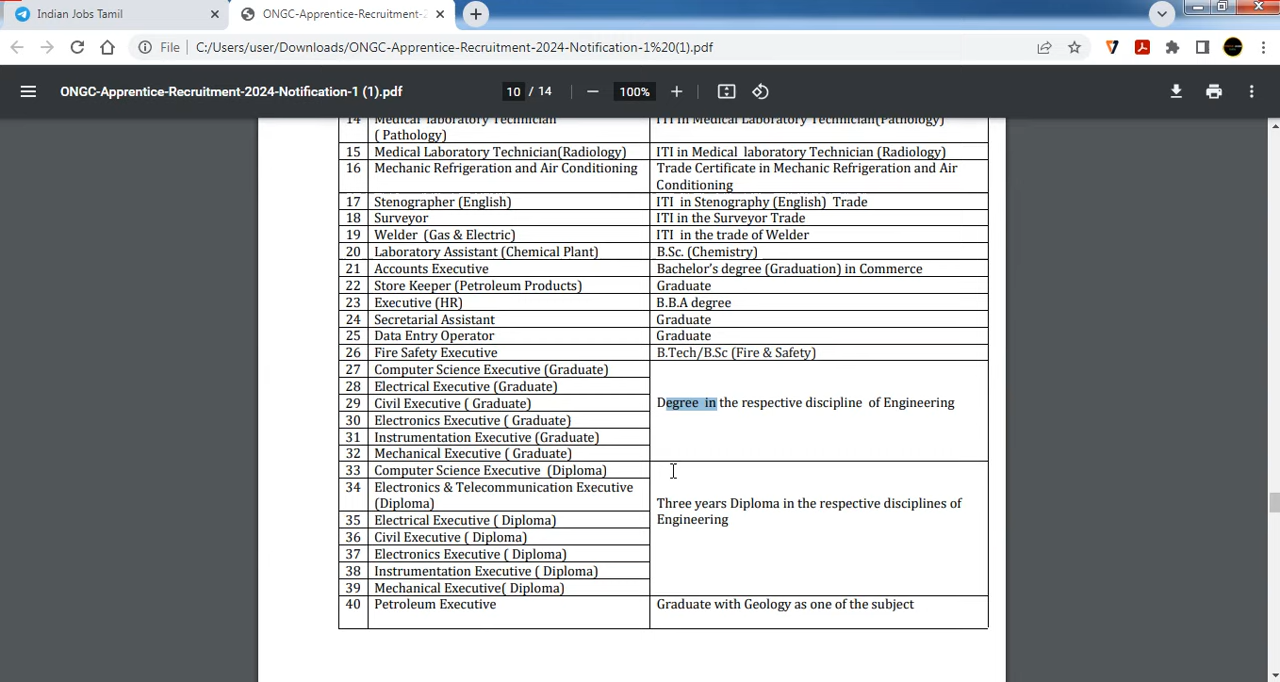 Indian Jobs Tamil
ONGC-Apprentice-Recruitment-2
File C:/Users/user/Downloads/ONGC-Apprentice-Recruitment-2024-Notification-1%20(1).pdf
ONGC-Apprentice-Recruitment-2024-Notification-1 (1).pdf 10 / 14 100%
14 Medical laboratory Technician ITI in Medical Laboratory Technician(Pathology)
( Pathology)
15 Medical Laboratory Technician(Radiology) ITI in Medical laboratory Technician (Radiology)
16 Mechanic Refrigeration and Air Conditioning Trade Certificate in Mechanic Refrigeration and Air
Conditioning
17 Stenographer (English) ITI in Stenography (English) Trade
18 Surveyor ITI in the Surveyor Trade
19 Welder (Gas & Electric) ITI in the trade of Welder
20 Laboratory Assistant (Chemical Plant) B.Sc. (Chemistry)
21 Accounts Executive Bachelor's degree (Graduation) in Commerce
22 Store Keeper (Petroleum Products) Graduate
23 Executive (HR) B.B.A degree
24 Secretarial Assistant Graduate
25 Data Entry Operator Graduate
26 Fire Safety Executive B.Tech/B.Sc (Fire & Safety)
27 Computer Science Executive (Graduate)
28 Electrical Executive (Graduate)
29 Civil Executive ( Graduate) Degree in the respective discipline of Engineering
30 Electronics Executive ( Graduate)
31 Instrumentation Executive (Graduate)
32 Mechanical Executive ( Graduate)
33 Computer Science Executive (Diploma)
34 Electronics & Telecommunication Executive
(Diploma) Three years Diploma in the respective disciplines of
35 Electrical Executive ( Diploma) Engineering
36 Civil Executive ( Diploma)
37 Electronics Executive ( Diploma)
38 Instrumentation Executive ( Diploma)
39 Mechanical Executive( Diploma)
40 Petroleum Executive Graduate with Geology as one of the subject